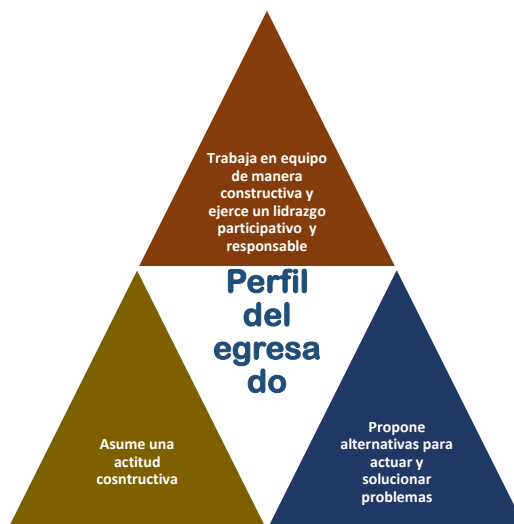 Trabaja en equipo
de manera
constructiva y
ejerce un lidrazgo
participativo y
responsable
Perfil
del
egresa
do
Asume una
actitud
cosntructiva
Propone
alternativas para
actuar y
solucionar
problemas